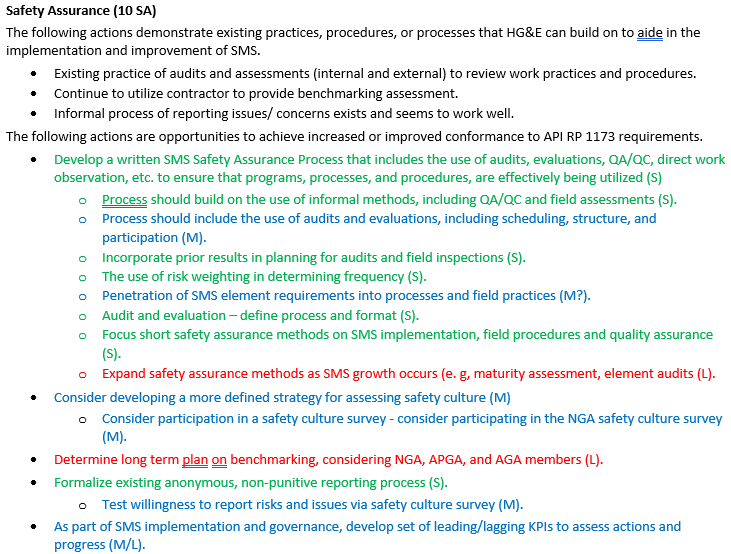 Safety Assurance (10 SA)
The following actions demonstrate existing practices, procedures, or processes that HG&E can build on to aide in the
implementation and improvement of SMS.
• Existing practice of audits and assessments (internal and external) to review work practices and procedures.
• Continue to utilize contractor to provide benchmarking assessment.
• Informal process of reporting issues/ concerns exists and seems to work well.
The following actions are opportunities to achieve increased or improved conformance to API RP 1173 requirements.
• Develop a written SMS Safety Assurance Process that includes the use of audits, evaluations, QA/QC, direct work
observation, etc. to ensure that programs, processes, and procedures, are effectively being utilized (S)
o Process should build on the use of informal methods, including QA/QC and field assessments (S).
o Process should include the use of audits and evaluations, including scheduling, structure, and
participation (M).
o Incorporate prior results in planning for audits and field inspections (S).
o The use of risk weighting in determining frequency (S).
o Penetration of SMS element requirements into processes and field practices (M?).
o Audit and evaluation – define process and format (S).
o Focus short safety assurance methods on SMS implementation, field procedures and quality assurance
(S).
o Expand safety assurance methods as SMS growth occurs (e. g, maturity assessment, element audits (L).
• Consider developing a more defined strategy for assessing safety culture (M)
o Consider participation in a safety culture survey - consider participating in the NGA safety culture survey
(M).
• Determine long term plan on benchmarking, considering NGA, APGA, and AGA members (L).
• Formalize existing anonymous, non-punitive reporting process (S).
o Test willingness to report risks and issues via safety culture survey (M).
• As part of SMS implementation and governance, develop set of leading/lagging KPIs to assess actions and
progress (M/L).